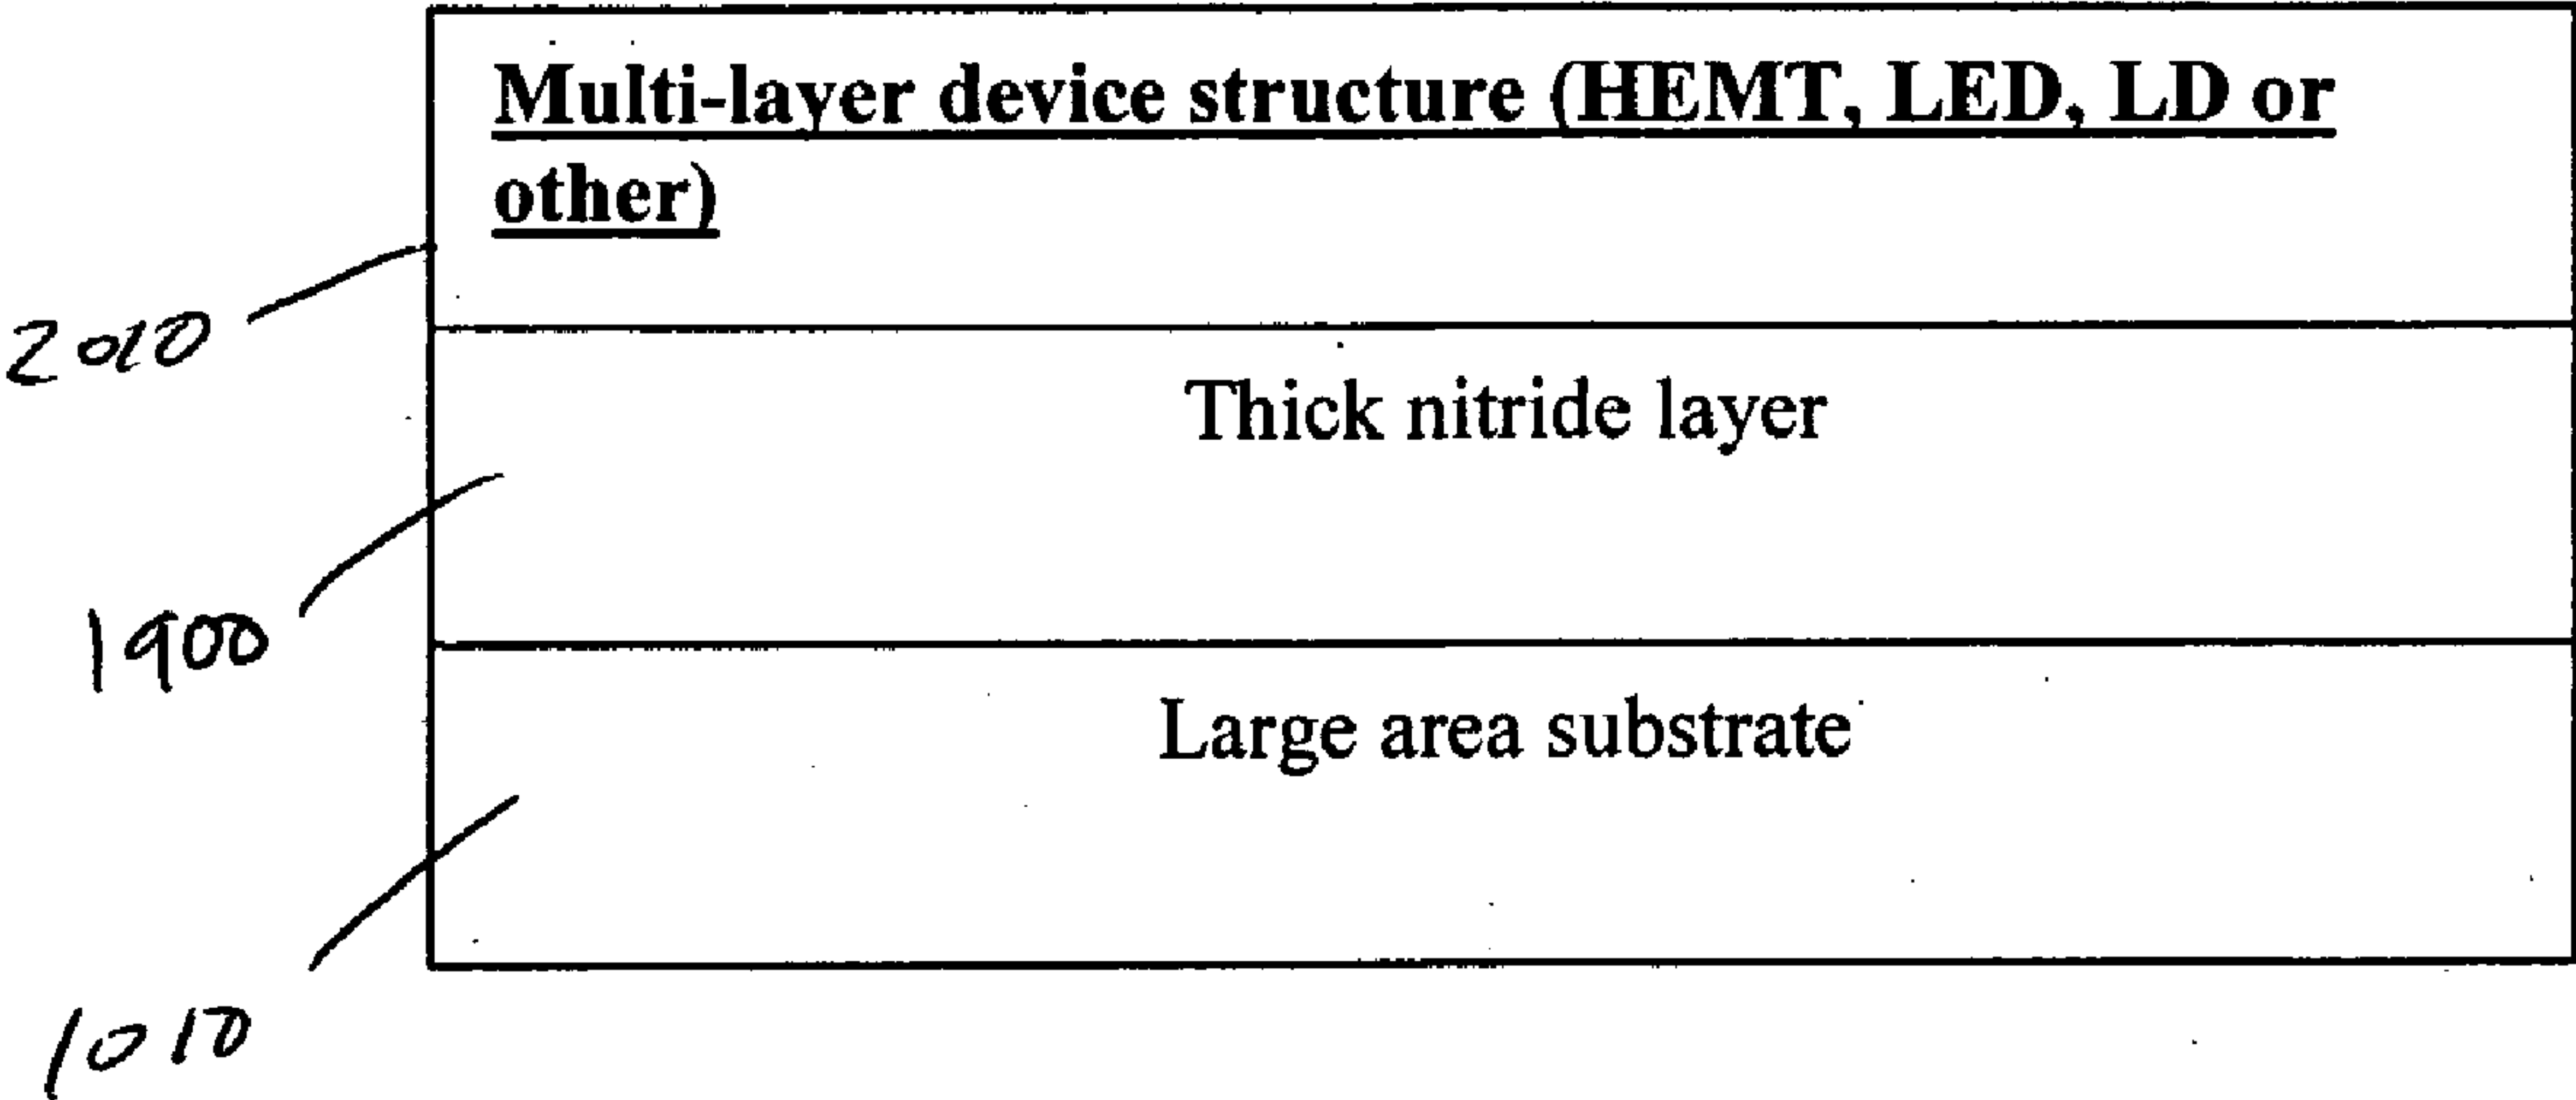 Multi-layer device structure (HEMT, LED, LD or
other)
2010
Thick nitride layer
1900
Large area substrate
1010